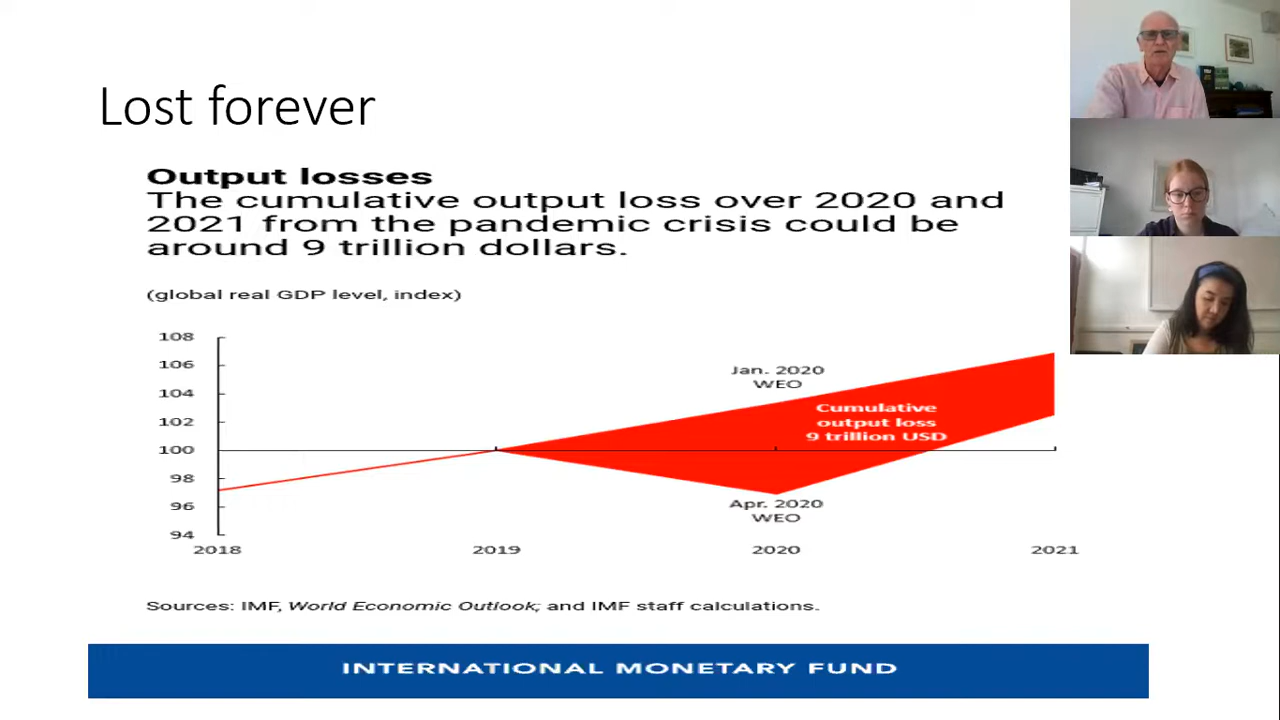 Lost forever
Output losses
The cumulative output loss over 2020 and
2021 from the pandemic crisis could be
around 9 trillion dollars.
(global real GDP level, index)
108
106
104
102
100
98
96
94
Jan. 2020
WEO
Cumulative
output loss
9 trillion USD
Apr. 2020
WEO
2018 2019 2020 2021
Sources: IMF, World Economic Outlook; and IMF staff calculations.
INTERNATIONAL MONETARY FUND